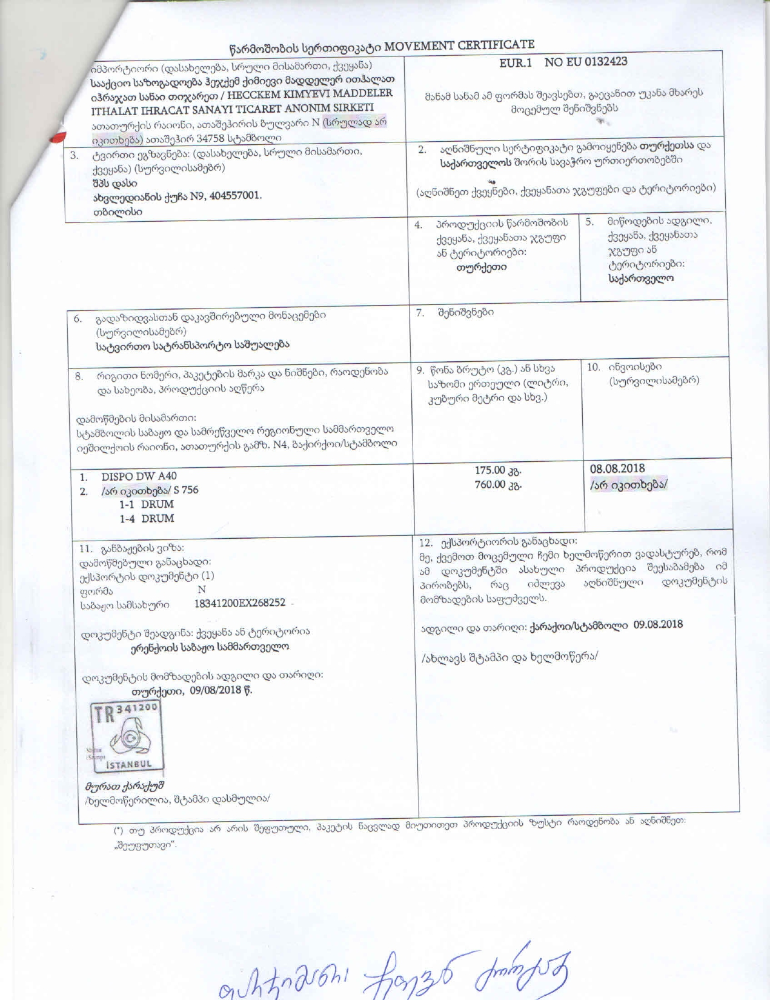 წარმოშობის სერთიფიკატი MOVEMENT CERTIFICATE
იმპორტიორი (დასახელება, სრული მისამართი, ქვეყანა)
სააქციო საზოგადოება ჰეჯქემ ქიმიევი მადდელერ ითჰალათ
იჰრაჯათ სანაი თიჯარეთ / HECCKEM KIMYEVI MADDELER
ITHALAT IHRACAT SANAYI TICARET ANONIM SIRKETI
ათათურქის რაიონი, ათაშეჰირის ბულვარი N (სრულად არ
იკითხება) ათაშეჰირ 34758 სტამბოლი
EUR.1 NO EU 0132423
მანამ სანამ ამ ფორმას შეავსებთ, გაეცანით უკანა მხარეს
მოცემულ შენიშვნებს
3. ტვირთი ეგზავნება: (დასახელება, სრული მისამართი,
ქვეყანა) (სურვილისამებრ)
შპს დასი
ახვლედიანის ქუჩა N9, 404557001.
თბილისი
2. აღნიშნული სერტიფიკატი გამოიყენება თურქეთსა და
საქართველოს შორის სავაჭრო ურთიერთობებში
(აღნიშნეთ ქვეყნები, ქვეყანათა ჯგუფები და ტერიტორიები)
4. პროდუქციის წარმოშობის
ქვეყანა, ქვეყანათა ჯგუფი
ან ტერიტორიები:
თურქეთი
5. მიწოდების ადგილი,
ქვეყანა, ქვეყანათა
ჯგუფი ან
ტერიტორიები:
საქართველო
6. გადაზიდვასთან დაკავშირებული მონაცემები
(სურვილისამებრ)
სატვირთო სატრანსპორტო საშუალება
7. შენიშვნები
8. რიგითი ნომერი, პაკეტების მარკა და ნიშნები, რაოდენობა
და სახეობა, პროდუქციის აღწერა
დამოწმების მისამართი:
სტამბოლის საბაჟო და სამრეწველო რეგიონული სამმართველო
იეშილქოის რაიონი, ათათურქის გამზ. N4, ბაქირქოი/სტამბოლი
9. წონა ბრუტო (კგ.) ან სხვა
საზომი ერთეული (ლიტრი,
კუბური მეტრი და სხვ.)
10. ინვოისები
(სურვილისამებრ)
1. DISPO DW A40
2. /არ იკითხება/ S 756
1-1 DRUM
1-4 DRUM
175.00 კგ.
760.00 კგ.
08.08.2018
/არ იკითხება/
11. განბაჟების ვიზა:
დამოწმებული განაცხადი:
ექსპორტის დოკუმენტი (1)
ფორმა N
საბაჟო სამსახური 18341200EX268252
დოკუმენტი შეადგინა: ქვეყანა ან ტერიტორია
ერენქოის საბაჟო სამმართველო
დოკუმენტის მომზადების ადგილი და თარიღი:
თურქეთი, 09/08/2018 წ.
TR 341200
ISTANBUL
მურათ ქარაქუშ
/ხელმოწერილია, შტამპი დასმულია/
12. ექსპორტიორის განაცხადი:
მე, ქვემოთ მოცემული ჩემი ხელმოწერით ვადასტურებ, რომ
ამ დოკუმენტში ასახული პროდუქცია შეესაბამება იმ
პირობებს, რაც იძლევა აღნიშნული დოკუმენტის
მომზადების საფუძველს.
ადგილი და თარიღი: ქარაქოი/სტამბოლი 09.08.2018
/ახლავს შტამპი და ხელმოწერა/
(*) თუ პროდუქცია არ არის შეფუთული, პაკეტის ნაცვლად მიუთითეთ პროდუქციის ზუსტი რაოდენობა ან აღნიშნეთ:
„შეუფუთავი“.
თარჯიმანი